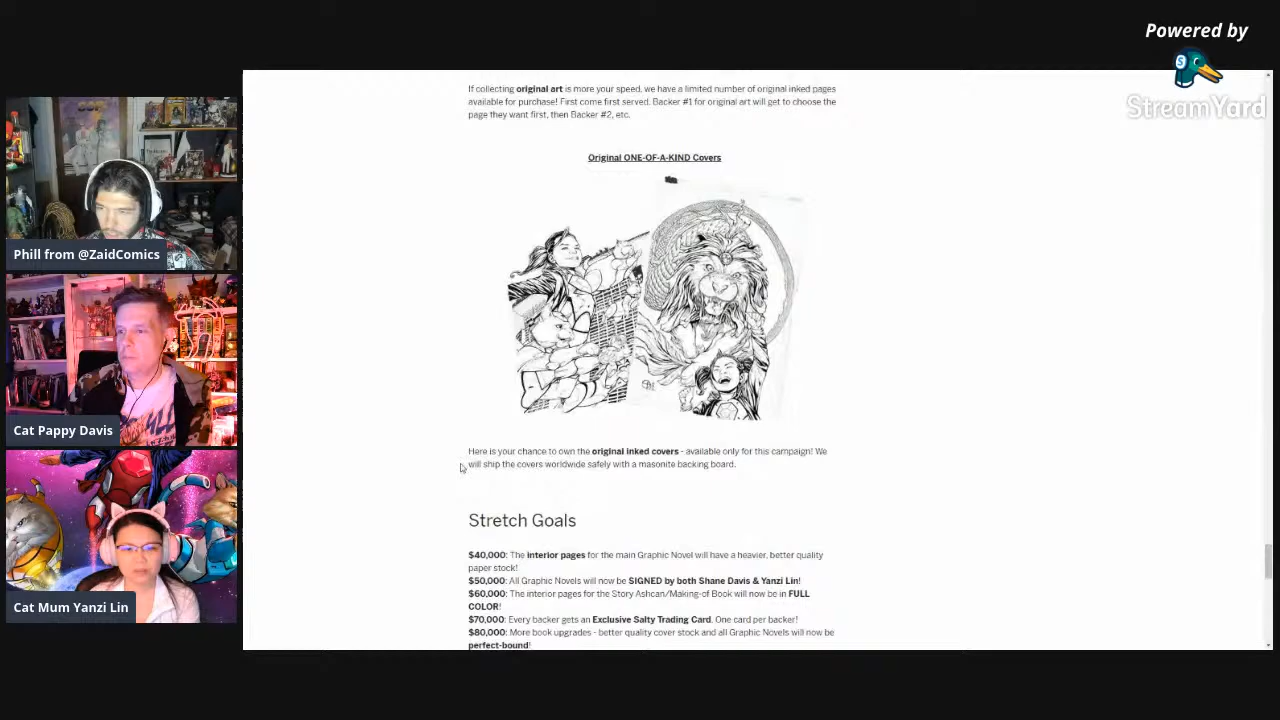 Powered by
StreamYard
If collecting original art is more your speed, we have a limited number of original inked pages
available for purchase! First come first served. Backer #1 for original art will get to choose the
page they want first, then Backer #2, etc.
Original ONE-OF-A-KIND Covers
Phill from @ZaidComics
Cat Pappy Davis
Here is your chance to own the original inked covers - available only for this campaign! We
will ship the covers worldwide safely with a masonite backing board.
Stretch Goals
$40,000: The interior pages for the main Graphic Novel will have a heavier, better quality
paper stock!
$50,000: All Graphic Novels will now be SIGNED by both Shane Davis & Yanzi Lin!
$60,000: The interior pages for the Story Ashcan/Making-of Book will now be in FULL
COLOR!
$70,000: Every backer gets an Exclusive Salty Trading Card. One card per backer!
$80,000: More book upgrades - better quality cover stock and all Graphic Novels will now be
perfect-bound!
Cat Mum Yanzi Lin